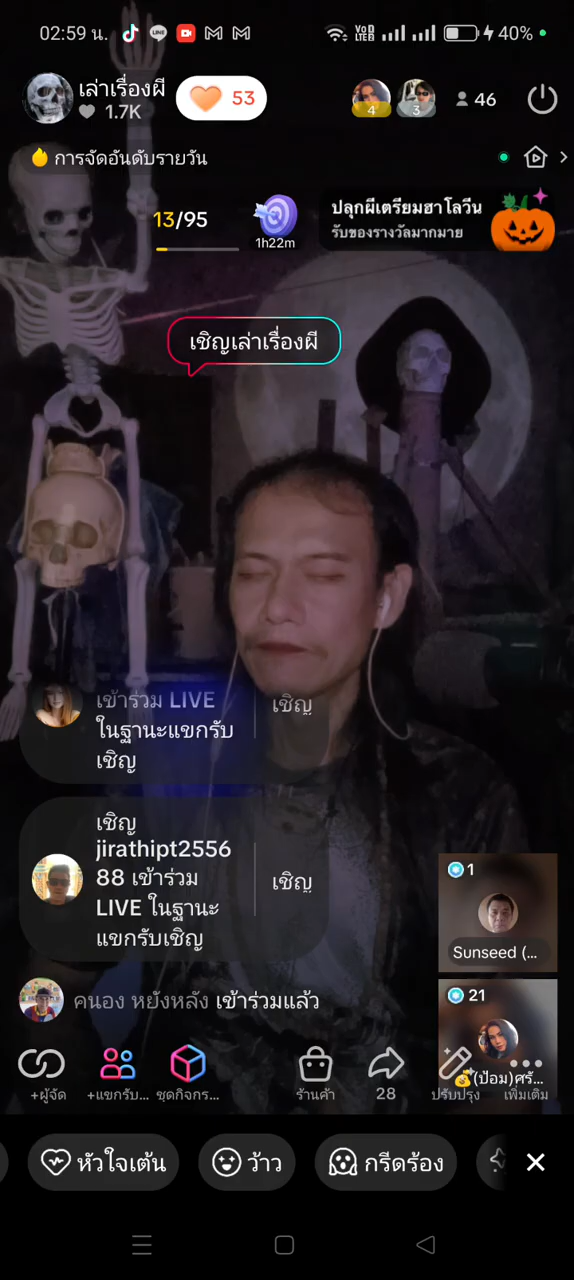 02:59 น.
VoD
LTE
40%
เล่าเรื่องผี
1.7K
53
4
3
46
การจัดอันดับรายวัน
13/95
1h22m
ปลุกผีเตรียมฮาโลวีน
รับของรางวัลมากมาย
เชิญเล่าเรื่องผี
เข้าร่วม LIVE
ในฐานะแขกรับ
เชิญ
เชิญ
เชิญ
jirathipt2556
88 เข้าร่วม
LIVE ในฐานะ
แขกรับเชิญ
เชิญ
1
Sunseed (...
คนอง หยังหลัง เข้าร่วมแล้ว
21
💰(ป้อม)ศรั...
+ผู้จัด
+แขกรับ...
ชุดกิจกร...
ร้านค้า
28
ปรับปรุง
เพิ่มเติม
หัวใจเต้น
ว้าว
กรีดร้อง